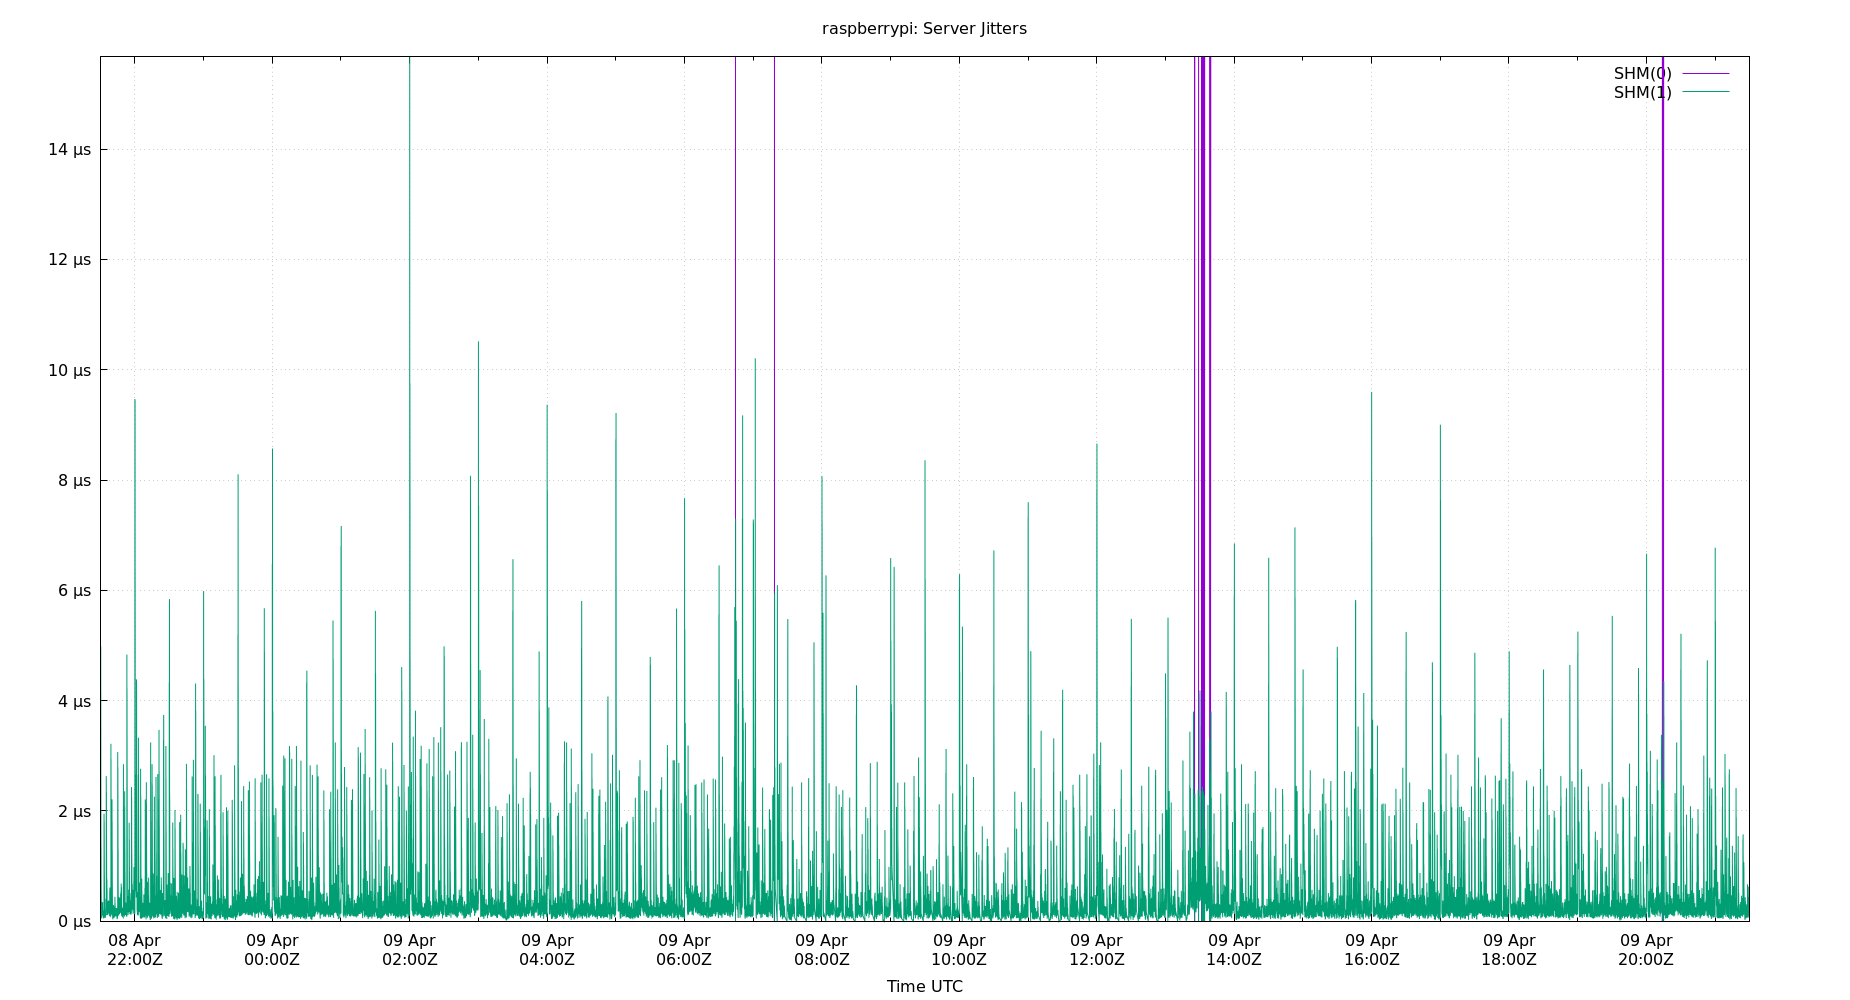 raspberrypi: Server Jitters
SHM(0)
SHM(1)
14 µs
12 µs
10 µs
8 µs
6 µs
4 µs
2 µs
0 µs
08 Apr 09 Apr 09 Apr 09 Apr 09 Apr 09 Apr 09 Apr 09 Apr 09 Apr 09 Apr 09 Apr 09 Apr
22:00Z 00:00Z 02:00Z 04:00Z 06:00Z 08:00Z 10:00Z 12:00Z 14:00Z 16:00Z 18:00Z 20:00Z
Time UTC